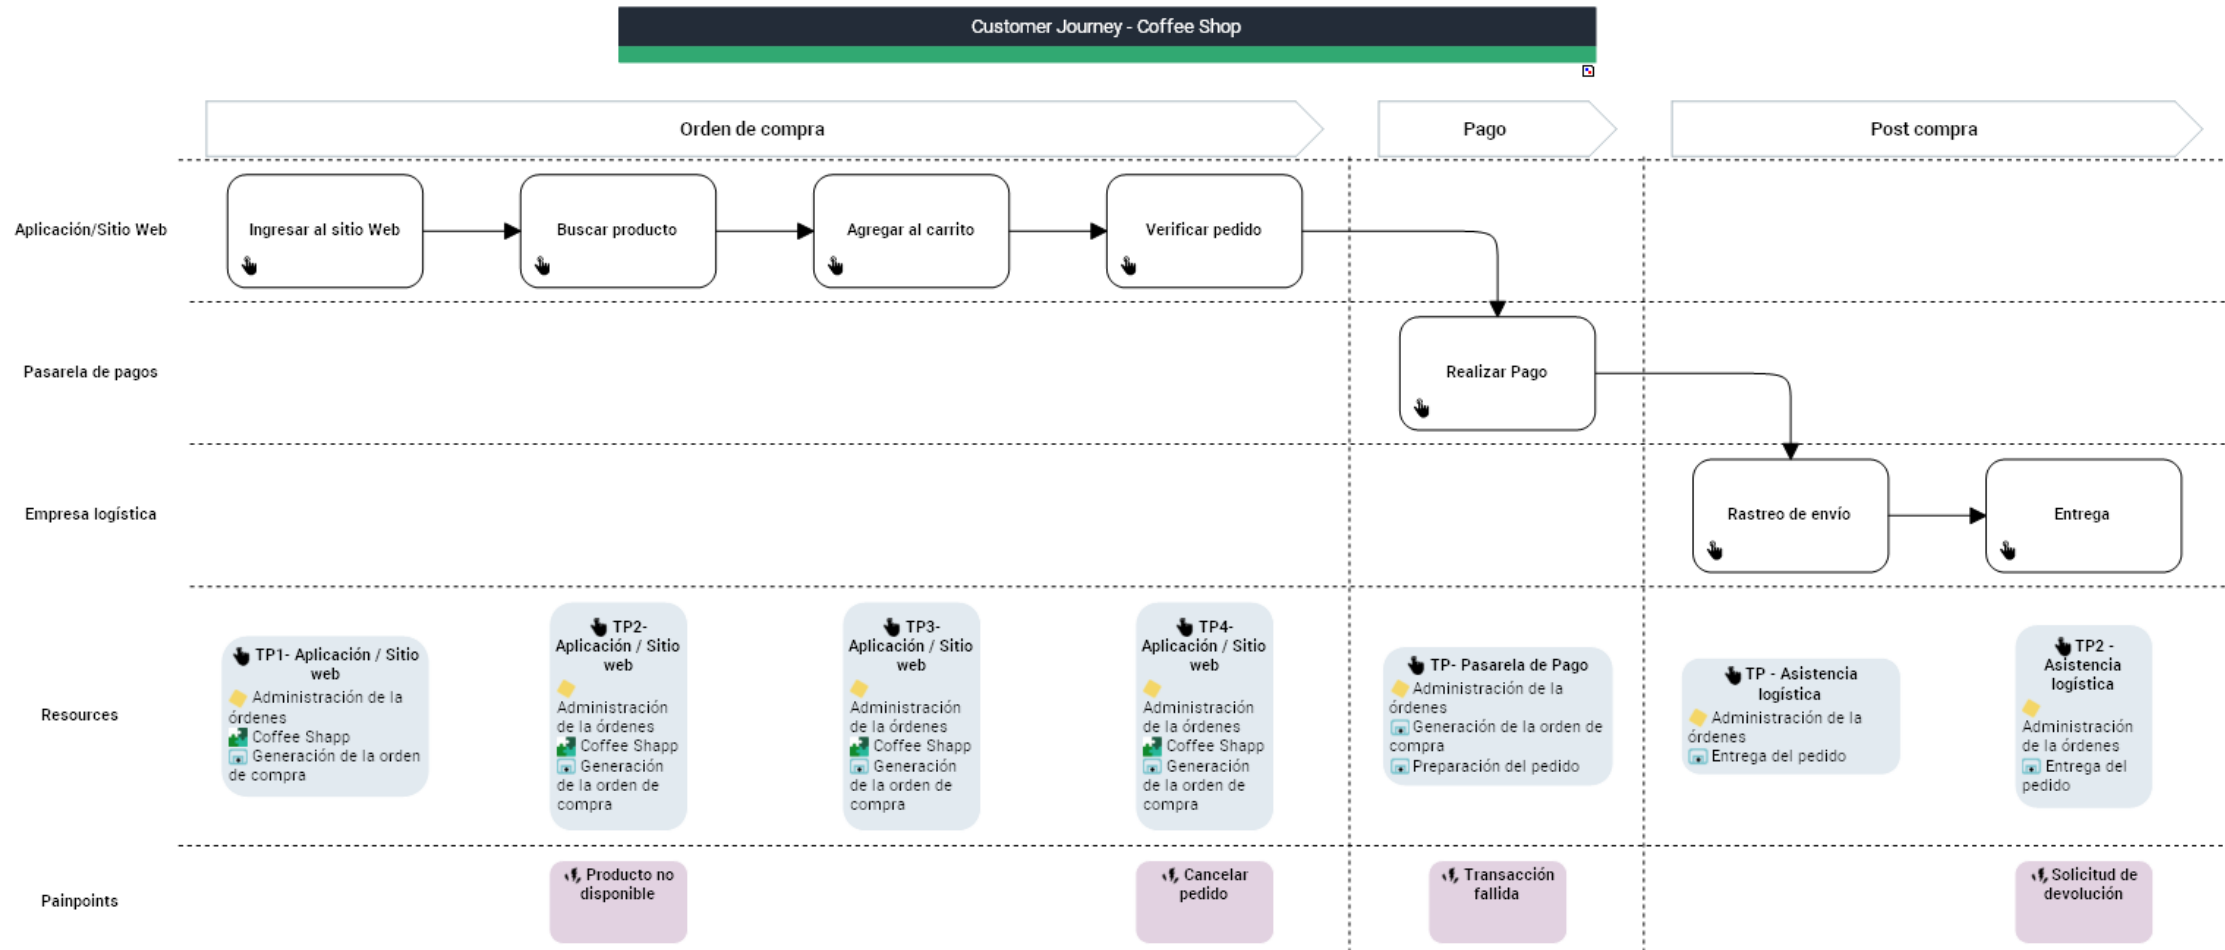 Customer Journey - Coffee Shop
Orden de compra
Pago
Post compra
Aplicación/Sitio Web
Ingresar al sitio Web
Buscar producto
Agregar al carrito
Verificar pedido
Pasarela de pagos
Realizar Pago
Empresa logística
Rastreo de envío
Entrega
Resources
TP1- Aplicación / Sitio
web
Administración de la
órdenes
Coffee Shapp
Generación de la orden
de compra
TP2-
Aplicación / Sitio
web
Administración
de la órdenes
Coffee Shapp
Generación
de la orden de
compra
TP3-
Aplicación / Sitio
web
Administración
de la órdenes
Coffee Shapp
Generación
de la orden de
compra
TP4-
Aplicación / Sitio
web
Administración
de la órdenes
Coffee Shapp
Generación
de la orden de
compra
TP- Pasarela de Pago
Administración de la
órdenes
Generación de la orden de
compra
Preparación del pedido
TP - Asistencia
logística
Administración de la
órdenes
Entrega del pedido
TP2 -
Asistencia
logística
Administración
de la órdenes
Entrega del
pedido
Painpoints
Producto no
disponible
Cancelar
pedido
Transacción
fallida
Solicitud de
devolución